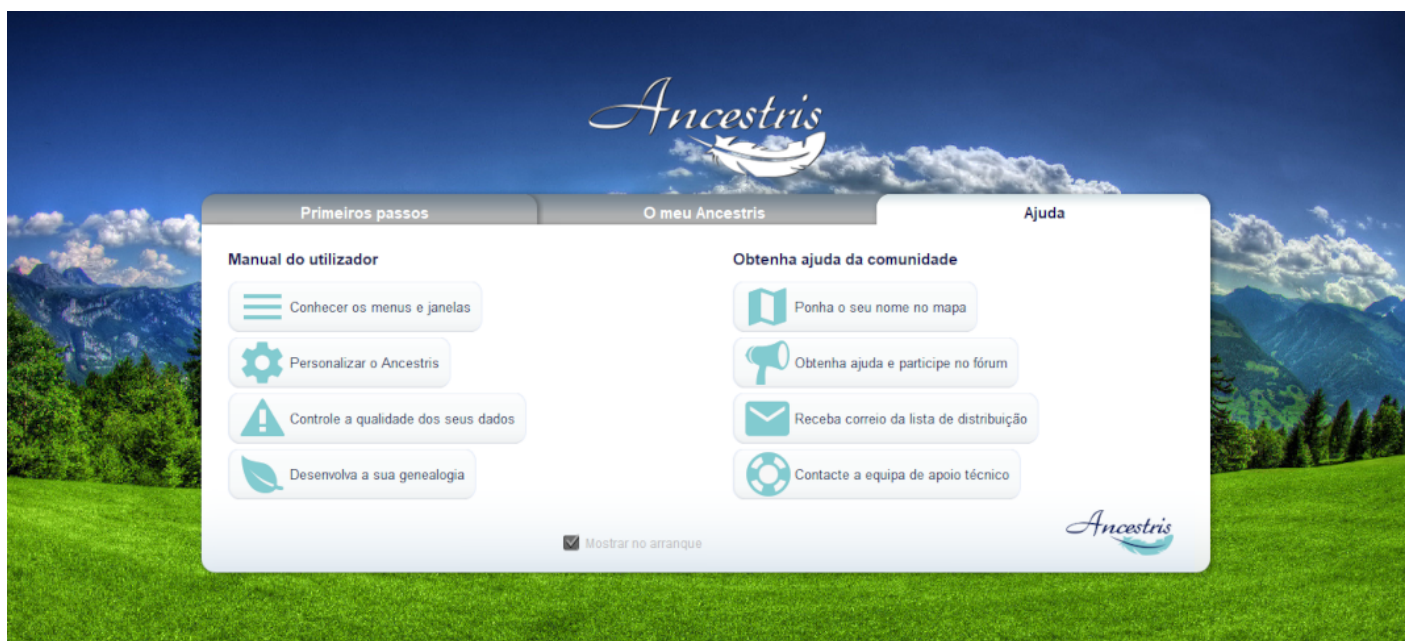 Ancestris
Primeiros passos
O meu Ancestris
Ajuda
Manual do utilizador
Conhecer os menus e janelas
Personalizar o Ancestris
Controle a qualidade dos seus dados
Desenvolva a sua genealogia
Obtenha ajuda da comunidade
Ponha o seu nome no mapa
Obtenha ajuda e participe no fórum
Receba correio da lista de distribuição
Contacte a equipa de apoio técnico
Mostrar no arranque
Ancestris